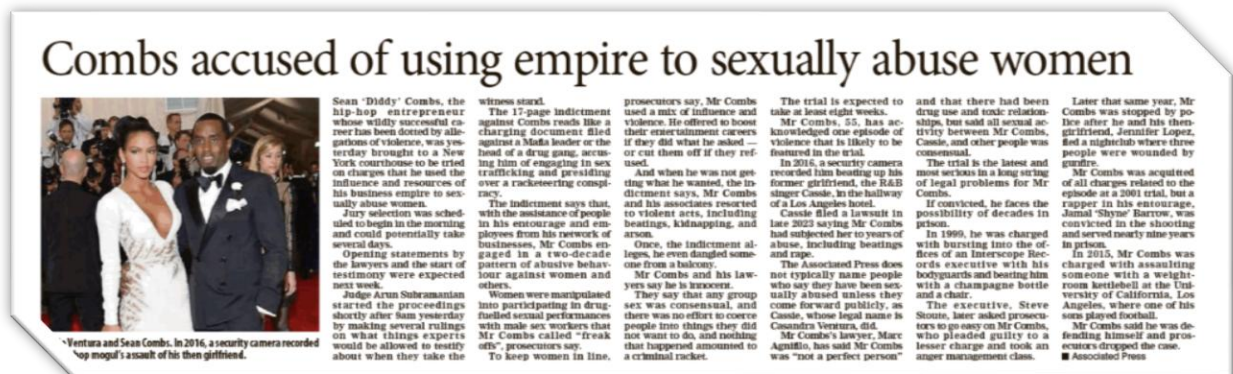 Combs accused of using empire to sexually abuse women
Ventura and Sean Combs. In 2016, a security camera recorded
hop mogul's assault of his then girlfriend.
Sean 'Diddy' Combs, the
hip-hop entrepreneur
whose wildly successful ca-
reer has been dotted by alle-
gations of violence, was yes-
terday brought to a New
York courthouse to be tried
on charges that he used the
influence and resources of
his business empire to sex-
ually abuse women.
Jury selection was sched-
uled to begin in the morning
and could potentially take
several days.
Opening statements by
the lawyers and the start of
testimony were expected
next week.
Judge Arun Subramanian
started the proceedings
shortly after 9am yesterday
by making several rulings
on what things experts
would be allowed to testify
about when they take the
witness stand.
The 17-page indictment
against Combs reads like a
charging document filed
against a Mafia leader or the
head of a drug gang, accus-
ing him of engaging in sex
trafficking and presiding
over a racketeering conspi-
racy.
The indictment says that,
with the assistance of people
in his entourage and em-
ployees from his network of
businesses, Mr Combs en-
gaged in a two-decade
pattern of abusive behav-
iour against women and
others.
Women were manipulated
into participating in drug-
fuelled sexual performances
with male sex workers that
Mr Combs called "freak
offs", prosecutors say.
To keep women in line,
prosecutors say, Mr Combs
used a mix of influence and
violence. He offered to boost
their entertainment careers
if they did what he asked —
or cut them off if they ref-
used.
And when he was not get-
ting what he wanted, the in-
dictment says, Mr Combs
and his associates resorted
to violent acts, including
beatings, kidnapping, and
arson.
Once, the indictment al-
leges, he even dangled some-
one from a balcony.
Mr Combs and his law-
yers say he is innocent.
They say that any group
sex was consensual, and
there was no effort to coerce
people into things they did
not want to do, and nothing
that happened amounted to
a criminal racket.
The trial is expected to
take at least eight weeks.
Mr Combs, 55, has ac-
knowledged one episode of
violence that is likely to be
featured in the trial.
In 2016, a security camera
recorded him beating up his
former girlfriend, the R&B
singer Cassie, in the hallway
of a Los Angeles hotel.
Cassie filed a lawsuit in
late 2023 saying Mr Combs
had subjected her to years of
abuse, including beatings
and rape.
The Associated Press does
not typically name people
who say they have been sex-
ually abused unless they
come forward publicly, as
Cassie, whose legal name is
Casandra Ventura, did.
Mr Combs's lawyer, Marc
Agnifilo, has said Mr Combs
was "not a perfect person"
and that there had been
drug use and toxic relation-
ships, but said all sexual ac-
tivity between Mr Combs,
Cassie, and other people was
consensual.
The trial is the latest and
most serious in a long string
of legal problems for Mr
Combs.
If convicted, he faces the
possibility of decades in
prison.
In 1999, he was charged
with bursting into the of-
fices of an Interscope Rec-
ords executive with his
bodyguards and beating him
with a champagne bottle
and a chair.
The executive, Steve
Stoute, later asked prosecu-
tors to go easy on Mr Combs,
who pleaded guilty to a
lesser charge and took an
anger management class.
Later that same year, Mr
Combs was stopped by po-
lice after he and his then-
girlfriend, Jennifer Lopez,
fled a nightclub where three
people were wounded by
gunfire.
Mr Combs was acquitted
of all charges related to the
episode at a 2001 trial, but a
rapper in his entourage,
Jamal 'Shyne' Barrow, was
convicted in the shooting
and served nearly nine years
in prison.
In 2015, Mr Combs was
charged with assaulting
someone with a weight-
room kettlebell at the Uni-
versity of California, Los
Angeles, where one of his
sons played football.
Mr Combs said he was de-
fending himself and pros-
ecutors dropped the case.
■ Associated Press